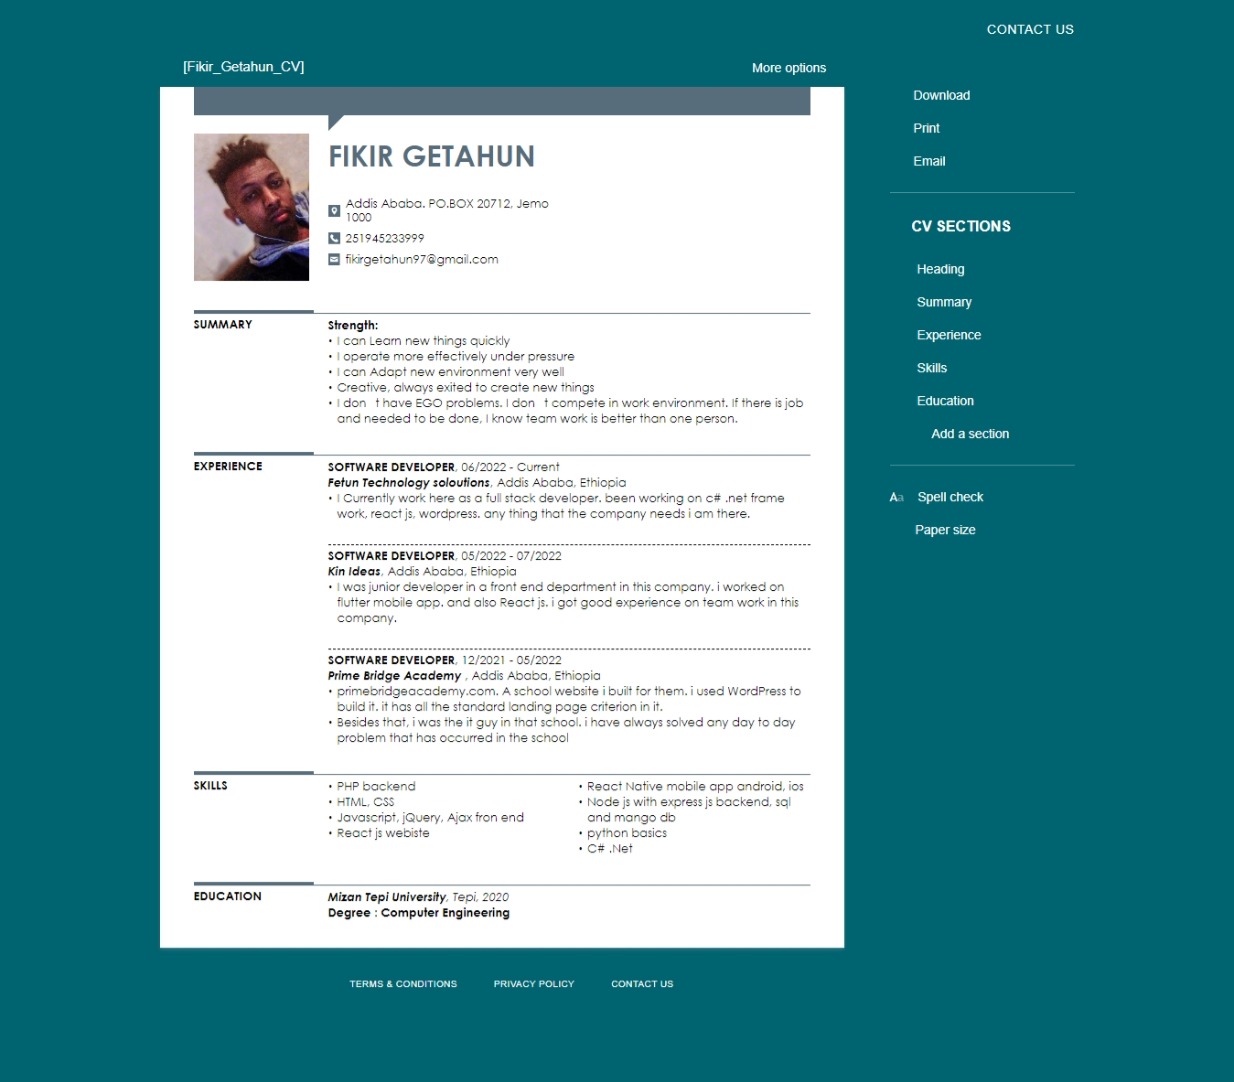 CONTACT US
[Fikir_Getahun_CV]
More options
FIKIR GETAHUN
Addis Ababa. PO.BOX 20712, Jemo
1000
251945233999
fikirgetahun97@gmail.com
SUMMARY
Strength:
• I can Learn new things quickly
• I operate more effectively under pressure
• I can Adapt new environment very well
• Creative, always exited to create new things
• I don   t have EGO problems. I don   t compete in work environment. If there is job
and needed to be done, I know team work is better than one person.
EXPERIENCE
SOFTWARE DEVELOPER, 06/2022 - Current
Fetun Technology soloutions, Addis Ababa, Ethiopia
• I Currently work here as a full stack developer. been working on c# .net frame
work, react js, wordpress. any thing that the company needs i am there.
SOFTWARE DEVELOPER, 05/2022 - 07/2022
Kin Ideas, Addis Ababa, Ethiopia
• I was junior developer in a front end department in this company. i worked on
flutter mobile app. and also React js. i got good experience on team work in this
company.
SOFTWARE DEVELOPER, 12/2021 - 05/2022
Prime Bridge Academy , Addis Ababa, Ethiopia
• primebridgeacademy.com. A school website i built for them. i used WordPress to
build it. it has all the standard landing page criterion in it.
• Besides that, i was the it guy in that school. i have always solved any day to day
problem that has occurred in the school
SKILLS
• PHP backend
• HTML, CSS
• Javascript, jQuery, Ajax fron end
• React js webiste
• React Native mobile app android, ios
• Node js with express js backend, sql
and mango db
• python basics
• C# .Net
EDUCATION
Mizan Tepi University, Tepi, 2020
Degree : Computer Engineering
Download
Print
Email
CV SECTIONS
Heading
Summary
Experience
Skills
Education
Add a section
Aa Spell check
Paper size
TERMS & CONDITIONS
PRIVACY POLICY
CONTACT US